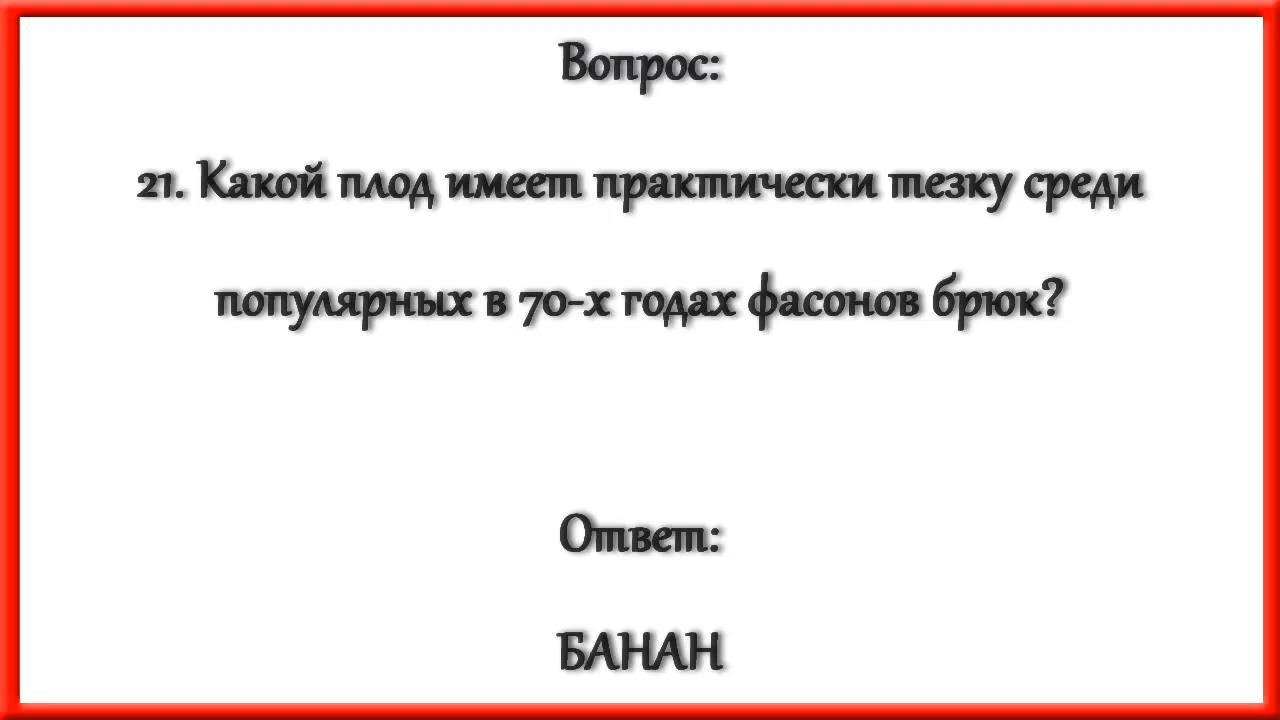 Вопрос:
21. Какой плод имеет практически тезку среди
популярных в 70-х годах фасонов брюк?
Ответ:
БАНАН